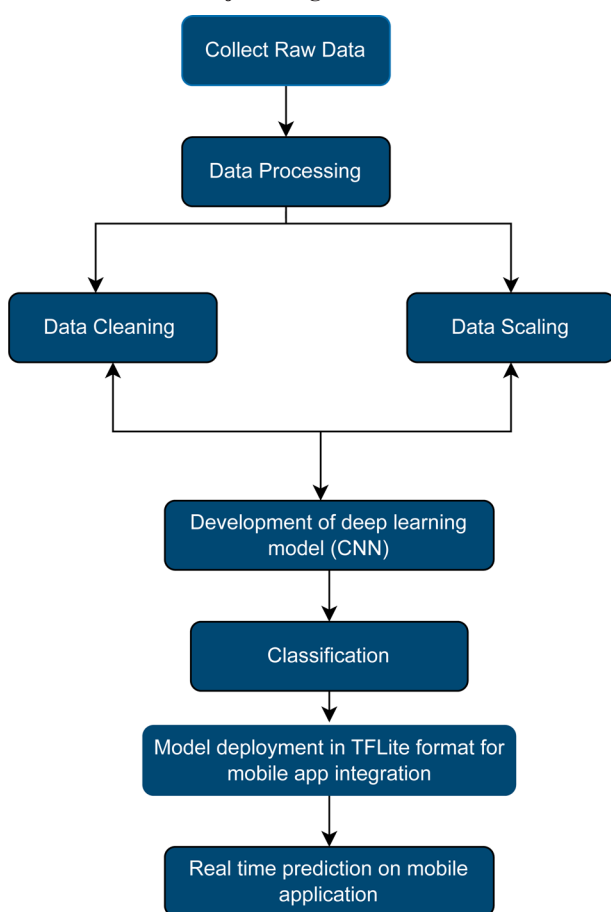 Collect Raw Data
Data Processing
Data Cleaning
Data Scaling
Development of deep learning
model (CNN)
Classification
Model deployment in TFLite format for
mobile app integration
Real time prediction on mobile
application